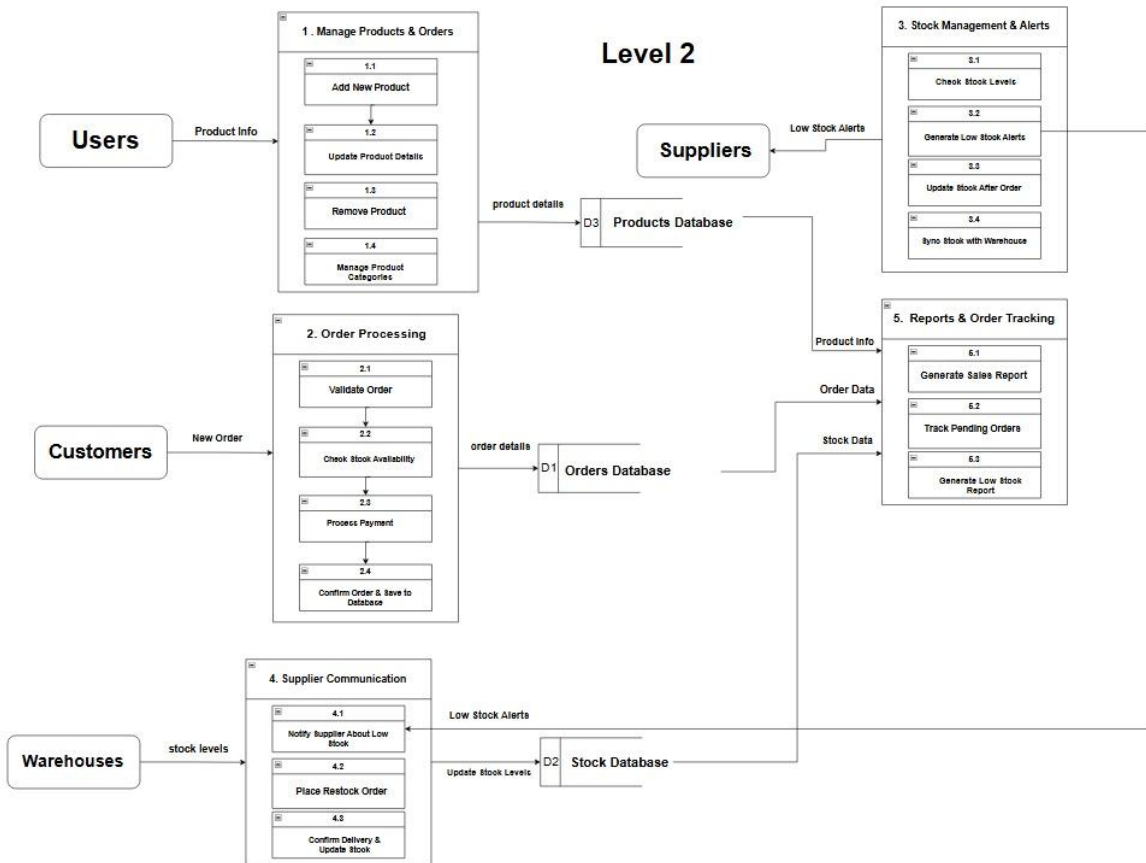 Level 2
1 . Manage Products & Orders
1.1
Add New Product
1.2
Update Product Details
1.3
Remove Product
1.4
Manage Product
Categories
Users
Product Info
product details
D3
Products Database
Suppliers
Low Stock Alerts
3. Stock Management & Alerts
3.1
Check Stock Levels
3.2
Generate Low Stock Alerts
3.3
Update Stock After Order
3.4
Sync Stock with Warehouse
2. Order Processing
2.1
Validate Order
2.2
Check Stock Availability
2.3
Process Payment
2.4
Confirm Order & Save to
Database
Customers
New Order
order details
D1
Orders Database
Product Info
Order Data
Stock Data
5. Reports & Order Tracking
5.1
Generate Sales Report
5.2
Track Pending Orders
5.3
Generate Low Stock
Report
4. Supplier Communication
4.1
Notify Supplier About Low
Stock
4.2
Place Restock Order
4.3
Confirm Delivery &
Update Stock
Warehouses
stock levels
Low Stock Alerts
Update Stock Levels
D2
Stock Database